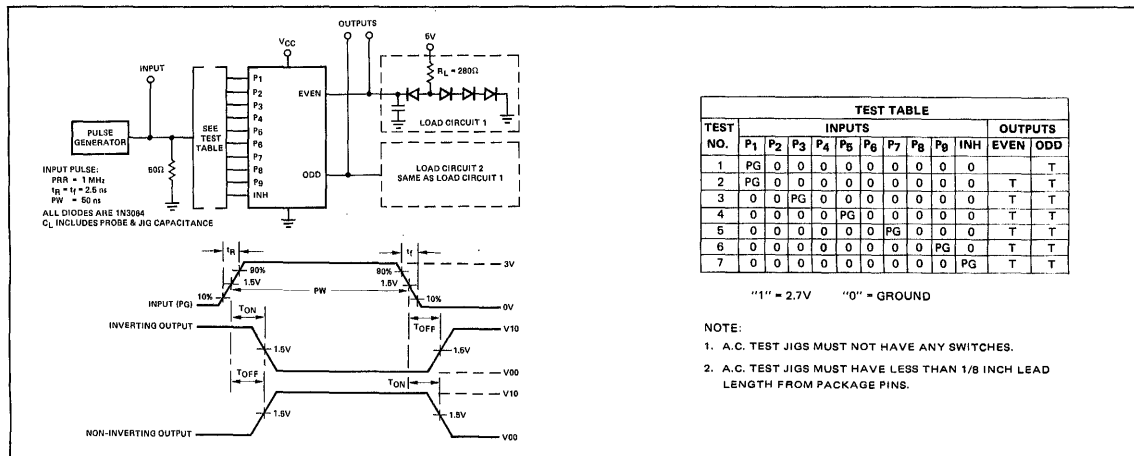 OUTPUTS
VCC
6V
INPUT
RL = 280Ω
P1
P2
P3
P4
P5
P6
P7
P8
P9
INH
EVEN
ODD
PULSE
GENERATOR
SEE
TEST
TABLE
LOAD CIRCUIT 1
LOAD CIRCUIT 2
SAME AS LOAD CIRCUIT 1
60Ω
INPUT PULSE:
PRR = 1 MHz
tR = tf = 2.5 ns
PW = 50 ns
ALL DIODES ARE 1N3064
CL INCLUDES PROBE & JIG CAPACITANCE
tR
tf
90%
90%
3V
1.5V
1.5V
PW
10%
10%
INPUT (PG)
0V
TON
TOFF
INVERTING OUTPUT
V10
1.5V
1.5V
V00
TOFF
TON
V10
1.5V
1.5V
NON-INVERTING OUTPUT
V00
TEST TABLE
TEST NO. INPUTS OUTPUTS
P1 P2 P3 P4 P5 P6 P7 P8 P9 INH EVEN ODD
1 PG 0 0 0 0 0 0 0 0 0 T
2 PG 0 0 0 0 0 0 0 0 0 T T
3 0 0 PG 0 0 0 0 0 0 0 T T
4 0 0 0 0 PG 0 0 0 0 0 T T
5 0 0 0 0 0 0 PG 0 0 0 T T
6 0 0 0 0 0 0 0 0 PG 0 T T
7 0 0 0 0 0 0 0 0 0 PG T T
"1" = 2.7V "0" = GROUND
NOTE:
1. A.C. TEST JIGS MUST NOT HAVE ANY SWITCHES.
2. A.C. TEST JIGS MUST HAVE LESS THAN 1/8 INCH LEAD
LENGTH FROM PACKAGE PINS.